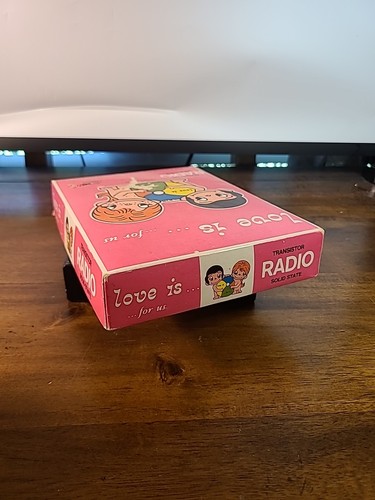 love is...
...for us
love is ...
...for us
TRANSISTOR
RADIO
SOLID STATE
RADIO